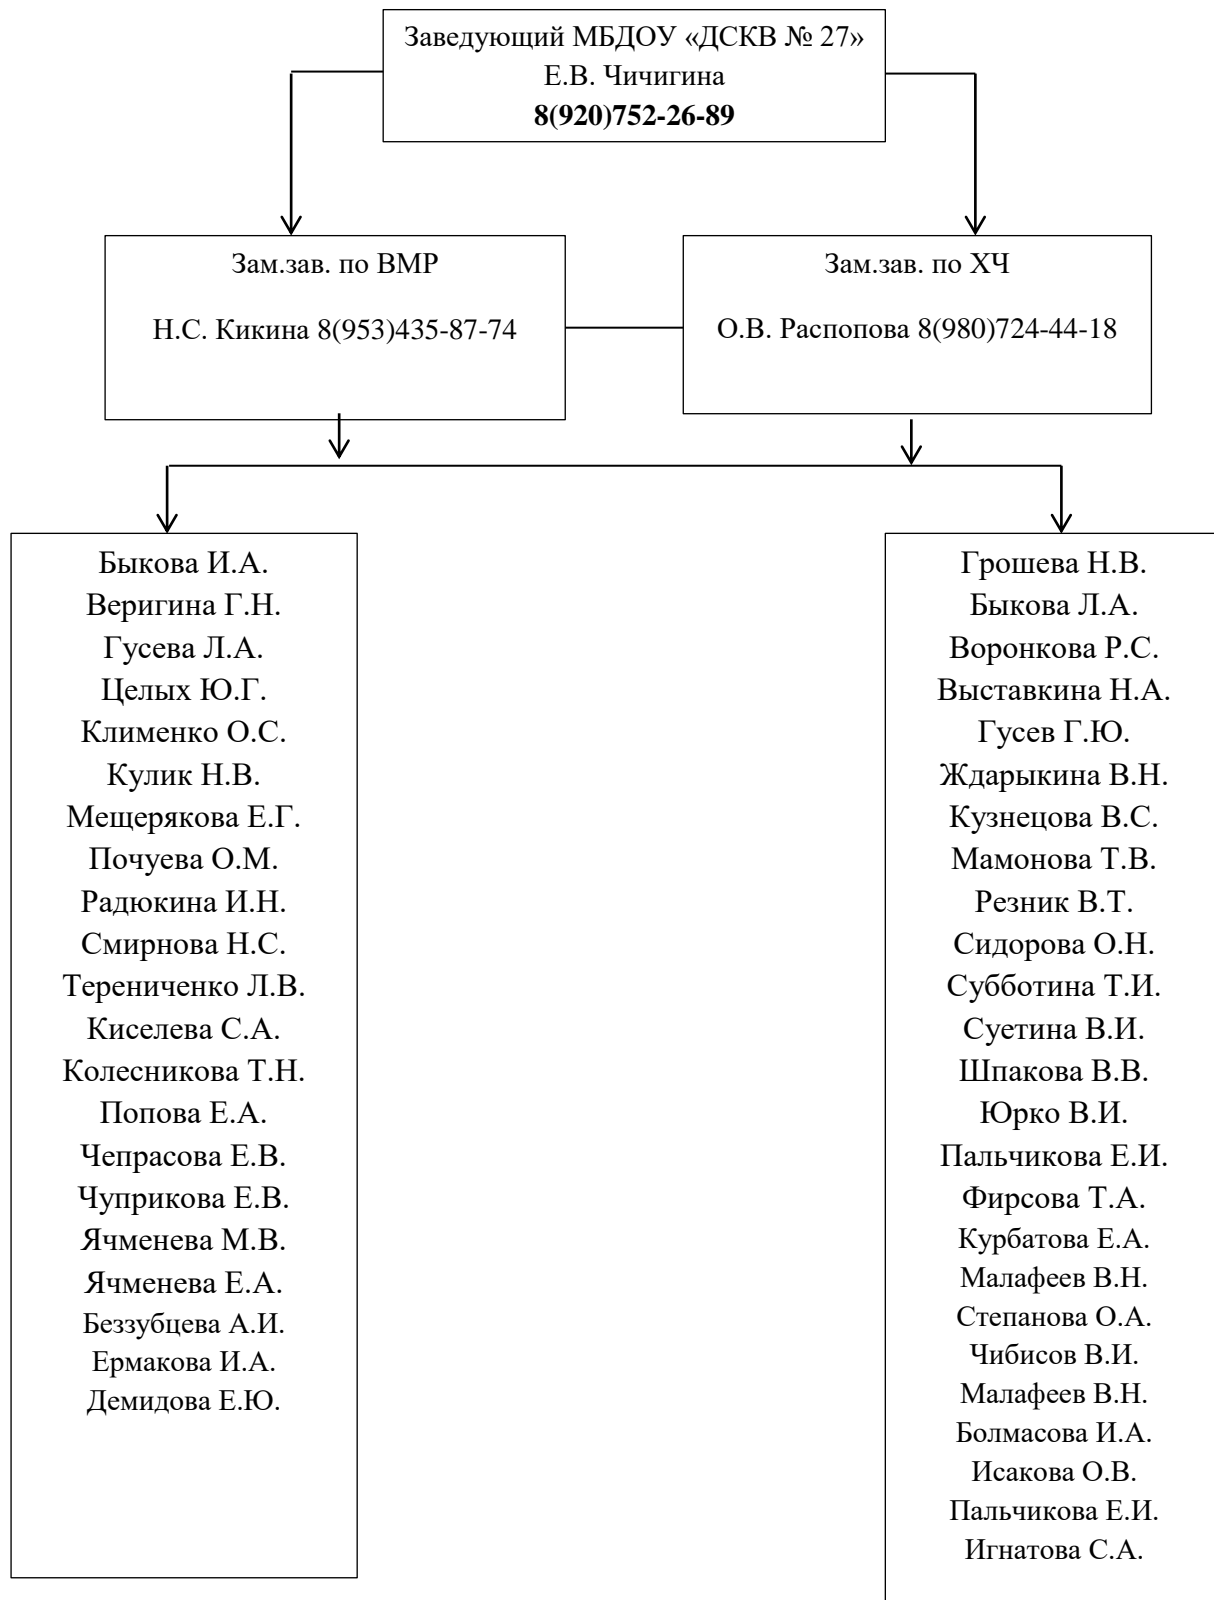 Заведующий МБДОУ «ДСКВ № 27»
Е.В. Чичигина
8(920)752-26-89
Зам.зав. по ВМР
Н.С. Кикина 8(953)435-87-74
Зам.зав. по ХЧ
О.В. Распопова 8(980)724-44-18
Быкова И.А.
Веригина Г.Н.
Гусева Л.А.
Целых Ю.Г.
Клименко О.С.
Кулик Н.В.
Мещерякова Е.Г.
Почуева О.М.
Радюкина И.Н.
Смирнова Н.С.
Терениченко Л.В.
Киселева С.А.
Колесникова Т.Н.
Попова Е.А.
Чепрасова Е.В.
Чуприкова Е.В.
Ячменева М.В.
Ячменева Е.А.
Беззубцева А.И.
Ермакова И.А.
Демидова Е.Ю.
Грошева Н.В.
Быкова Л.А.
Воронкова Р.С.
Выставкина Н.А.
Гусев Г.Ю.
Ждарыкина В.Н.
Кузнецова В.С.
Мамонова Т.В.
Резник В.Т.
Сидорова О.Н.
Субботина Т.И.
Суетина В.И.
Шпакова В.В.
Юрко В.И.
Пальчикова Е.И.
Фирсова Т.А.
Курбатова Е.А.
Малафеев В.Н.
Степанова О.А.
Чибисов В.И.
Малафеев В.Н.
Болмасова И.А.
Исакова О.В.
Пальчикова Е.И.
Игнатова С.А.